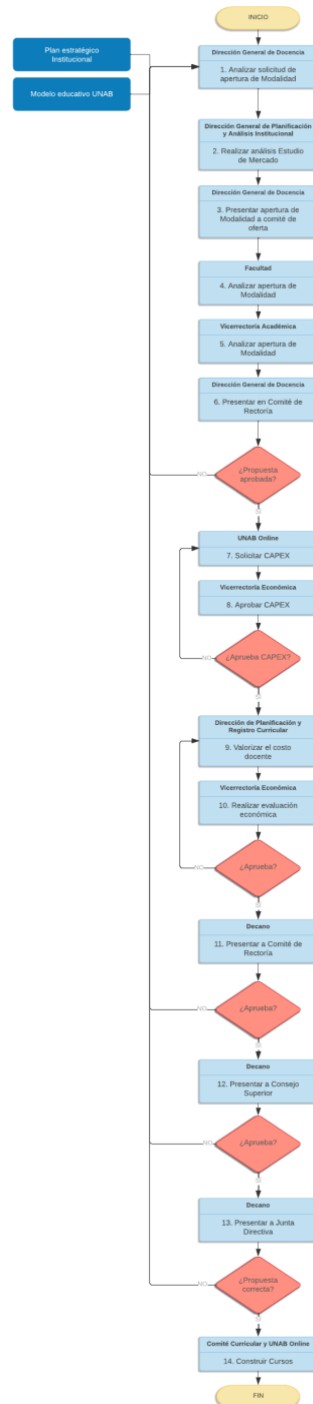 INICIO
Plan estratégico
Institucional
Modelo educativo UNAB
Dirección General de Docencia
1. Analizar solicitud de
apertura de Modalidad
Dirección General de Planificación
y Análisis Institucional
2. Realizar análisis Estudio
de Mercado
Dirección General de Docencia
3. Presentar apertura de
Modalidad a comité de
oferta
Facultad
4. Analizar apertura de
Modalidad
Vicerrectoría Académica
5. Analizar apertura de
Modalidad
Dirección General de Docencia
6. Presentar en Comité de
Rectoría
¿Propuesta
aprobada?
NO
SI
UNAB Online
7. Solicitar CAPEX
Vicerrectoría Económica
8. Aprobar CAPEX
¿Aprueba CAPEX?
NO
SI
Dirección de Planificación y
Registro Curricular
9. Valorizar el costo
docente
Vicerrectoría Económica
10. Realizar evaluación
económica
¿Aprueba?
NO
SI
Decano
11. Presentar a Comité de
Rectoría
¿Aprueba?
NO
SI
Decano
12. Presentar a Consejo
Superior
¿Aprueba?
NO
SI
Decano
13. Presentar a Junta
Directiva
¿Propuesta
correcta?
NO
SI
Comité Curricular y UNAB Online
14. Construir Cursos
FIN